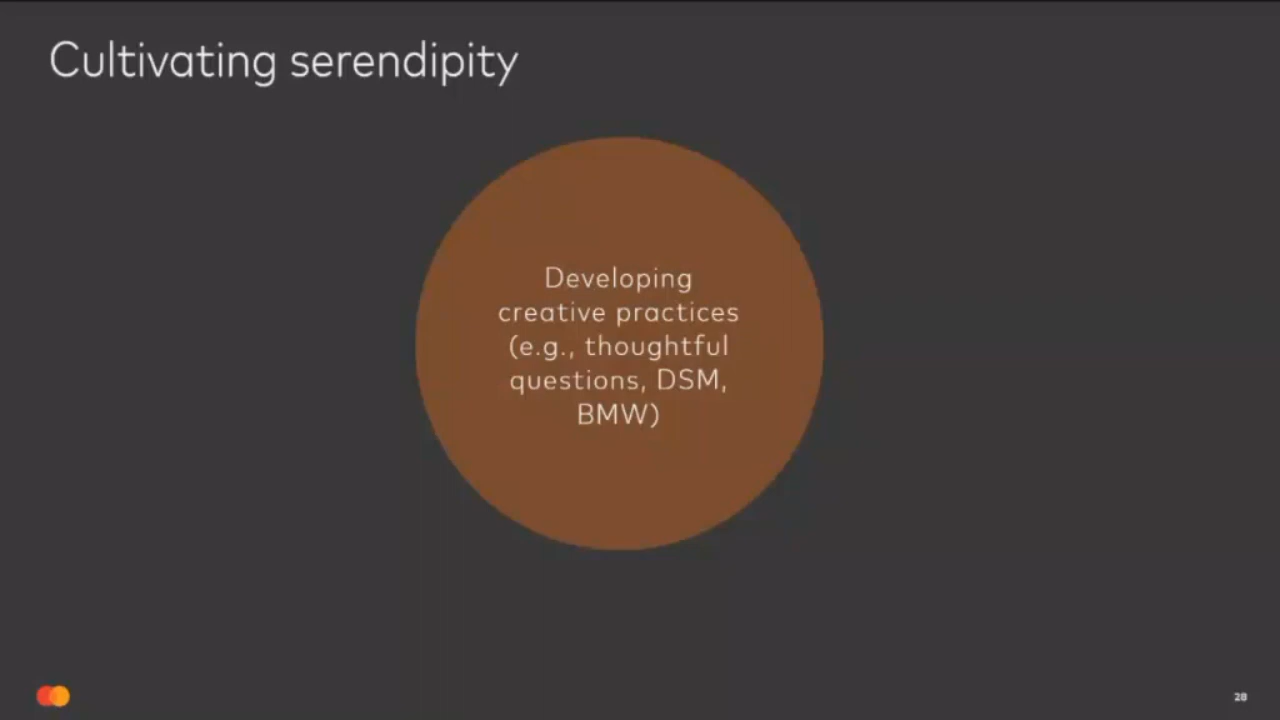 Cultivating serendipity
Developing
creative practices
(e.g., thoughtful
questions, DSM,
BMW)
28